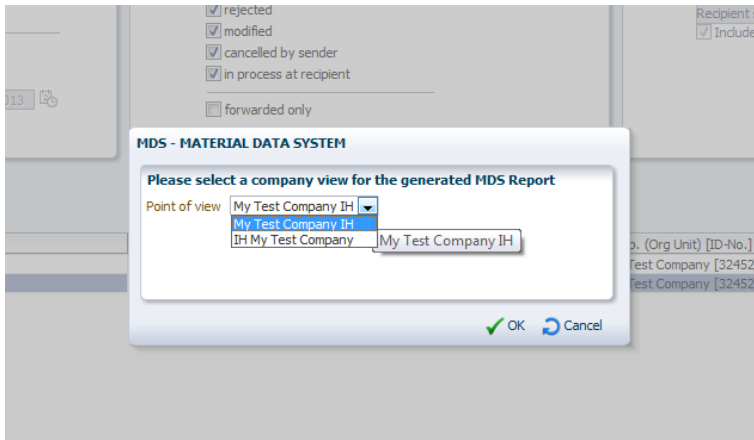 rejected
modified
cancelled by sender
in process at recipient
forwarded only
013
Recipient
Include
MDS - MATERIAL DATA SYSTEM
Please select a company view for the generated MDS Report
Point of view My Test Company IH
My Test Company IH
IH My Test Company
My Test Company IH
o. (Org Unit) [ID-No.]
Test Company [32452
Test Company [32452
OK Cancel